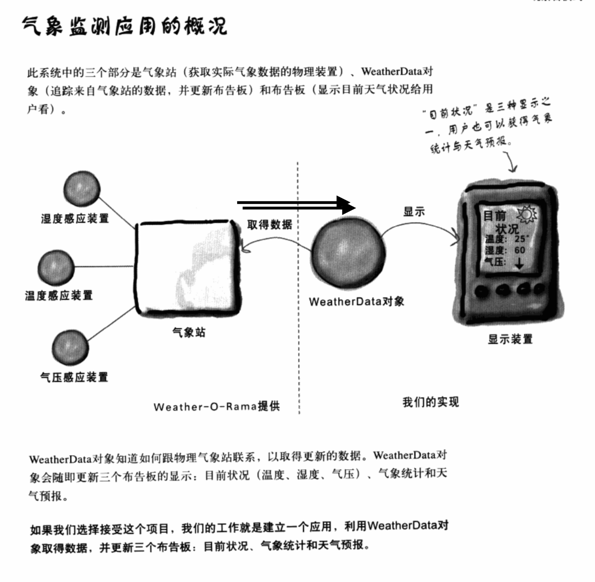 气象监测应用的概况
此系统中的三个部分是气象站（获取实际气象数据的物理装置）、WeatherData对
象（追踪来自气象站的数据，并更新布告板）和布告板（显示目前天气状况给用
户看）。
“目前状况”是三种显示之
一，用户也可以获得气象
统计与天气预报。
湿度感应装置
温度感应装置
气压感应装置
气象站
取得数据
WeatherData对象
显示
目前
状况
温度：25°
湿度：60
气压：
显示装置
Weather-O-Rama提供
我们的实现
WeatherData对象知道如何跟物理气象站联系，以取得更新的数据。WeatherData对
象会随即更新三个布告板的显示：目前状况（温度、湿度、气压）、气象统计和天
气预报。
如果我们选择接受这个项目，我们的工作就是建立一个应用，利用WeatherData对
象取得数据，并更新三个布告板：目前状况、气象统计和天气预报。